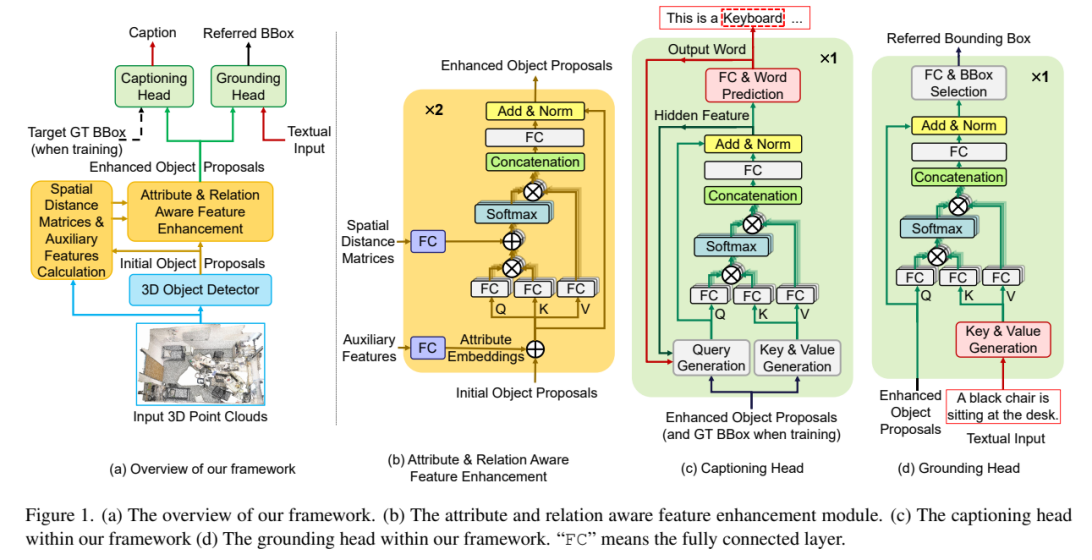 Caption
Referred BBox
Captioning
Head
Grounding
Head
Target GT BBox
(when training)
Textual
Input
Enhanced Object Proposals
Spatial
Distance
Matrices &
Auxiliary
Features
Calculation
Attribute & Relation
Aware Feature
Enhancement
Initial Object Proposals
3D Object Detector
Input 3D Point Clouds
(a) Overview of our framework
Enhanced Object Proposals
×2
Add & Norm
FC
Concatenation
Softmax
Spatial
Distance
Matrices
FC
FC
FC
FC
Q
K
V
Auxiliary
Features
FC
Attribute
Embeddings
Initial Object Proposals
(b) Attribute & Relation Aware
Feature Enhancement
This is a Keyboard ...
Output Word
×1
FC & Word
Prediction
Hidden Feature
Add & Norm
FC
Concatenation
Softmax
FC
FC
FC
Q
K
V
Query
Generation
Key & Value
Generation
Enhanced Object Proposals
(and GT BBox when training)
(c) Captioning Head
Referred Bounding Box
×1
FC & BBox
Selection
Add & Norm
FC
Concatenation
Softmax
FC
FC
FC
Q
K
V
Key & Value
Generation
Enhanced
Object
Proposals
A black chair is
sitting at the desk.
Textual Input
(d) Grounding Head
Figure 1. (a) The overview of our framework. (b) The attribute and relation aware feature enhancement module. (c) The captioning head
within our framework (d) The grounding head within our framework. “FC” means the fully connected layer.